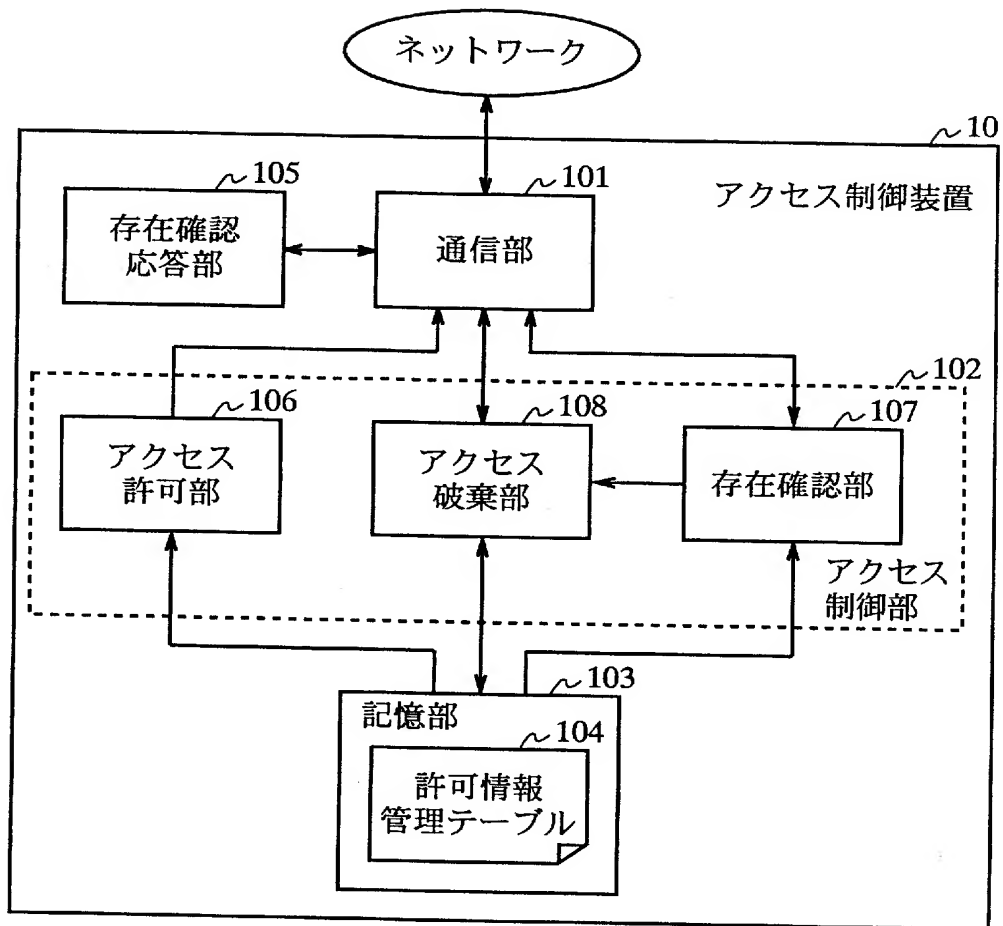 ネットワーク
10
アクセス制御装置
105
存在確認
応答部
101
通信部
102
106
アクセス
許可部
108
アクセス
破棄部
107
存在確認部
アクセス
制御部
103
記憶部
104
許可情報
管理テーブル